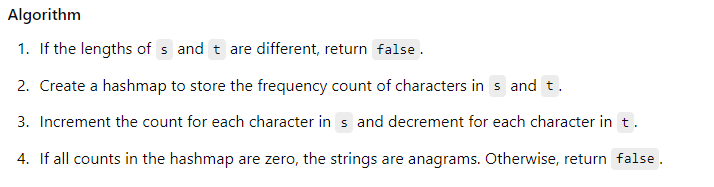 Algorithm
1. If the lengths of s and t are different, return false.
2. Create a hashmap to store the frequency count of characters in s and t.
3. Increment the count for each character in s and decrement for each character in t.
4. If all counts in the hashmap are zero, the strings are anagrams. Otherwise, return false.